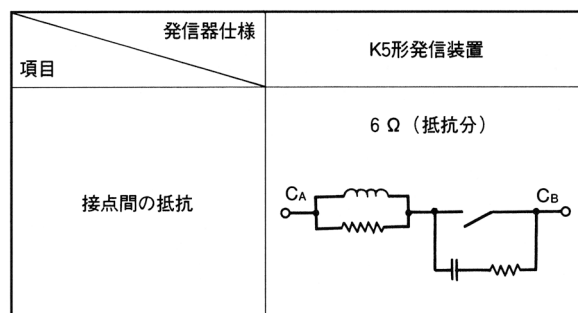 発信器仕様
項目
K5形発信装置
接点間の抵抗
6 Ω（抵抗分）
CA
CB